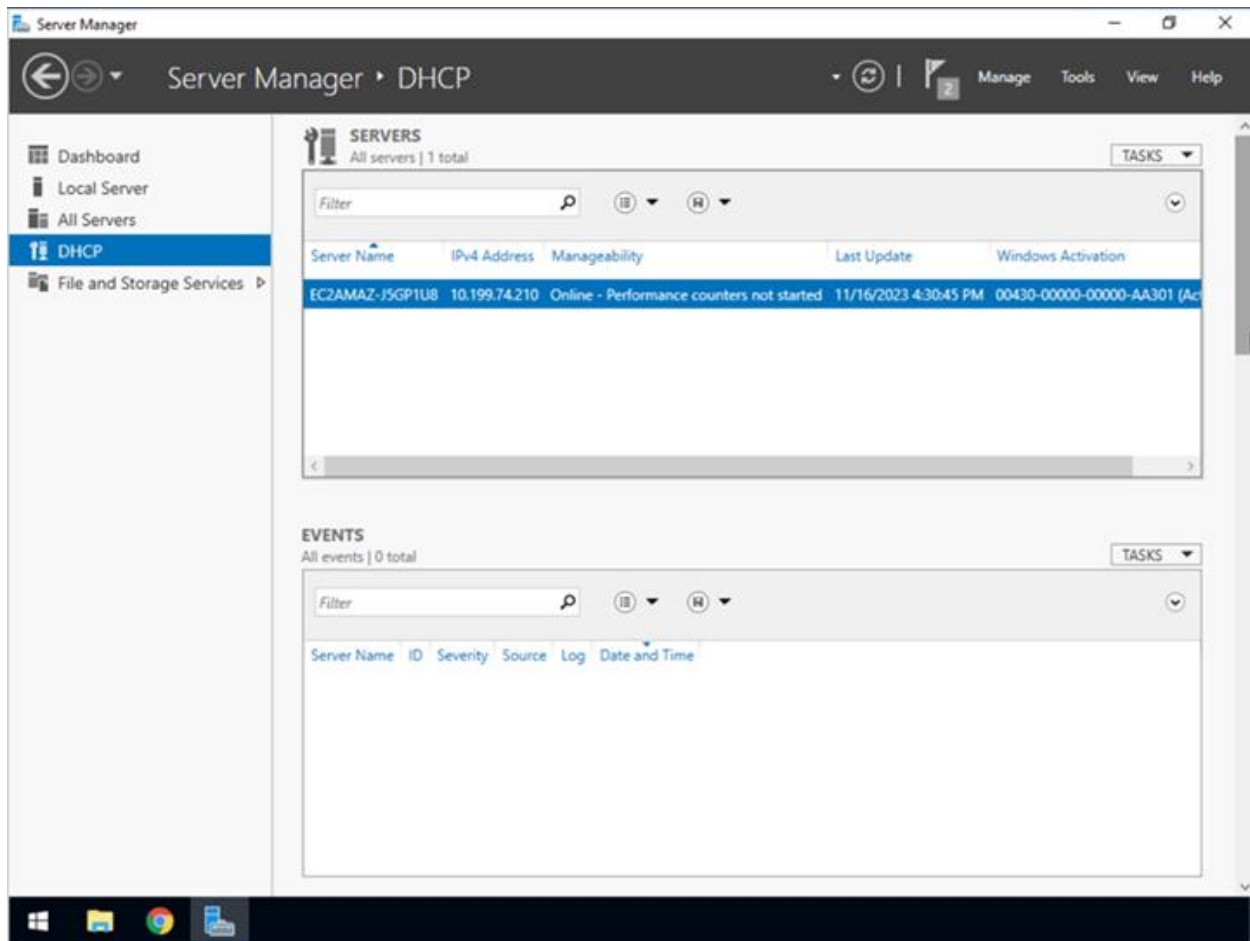 Server Manager
Server Manager ‣ DHCP
2
Manage
Tools
View
Help
Dashboard
Local Server
All Servers
DHCP
File and Storage Services
SERVERS
All servers | 1 total
TASKS
Filter
Server Name IPv4 Address Manageability Last Update Windows Activation
EC2AMAZ-J5GP1U8 10.199.74.210 Online - Performance counters not started 11/16/2023 4:30:45 PM 00430-00000-00000-AA301 (Ac
EVENTS
All events | 0 total
TASKS
Filter
Server Name ID Severity Source Log Date and Time